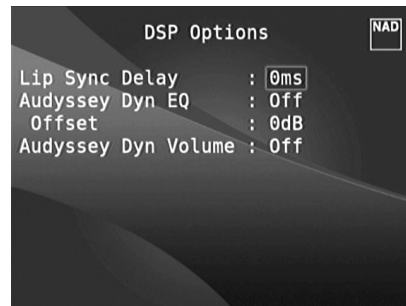 DSP Options
NAD
Lip Sync Delay : 0ms
Audyssey Dyn EQ : Off
Offset : 0dB
Audyssey Dyn Volume : Off